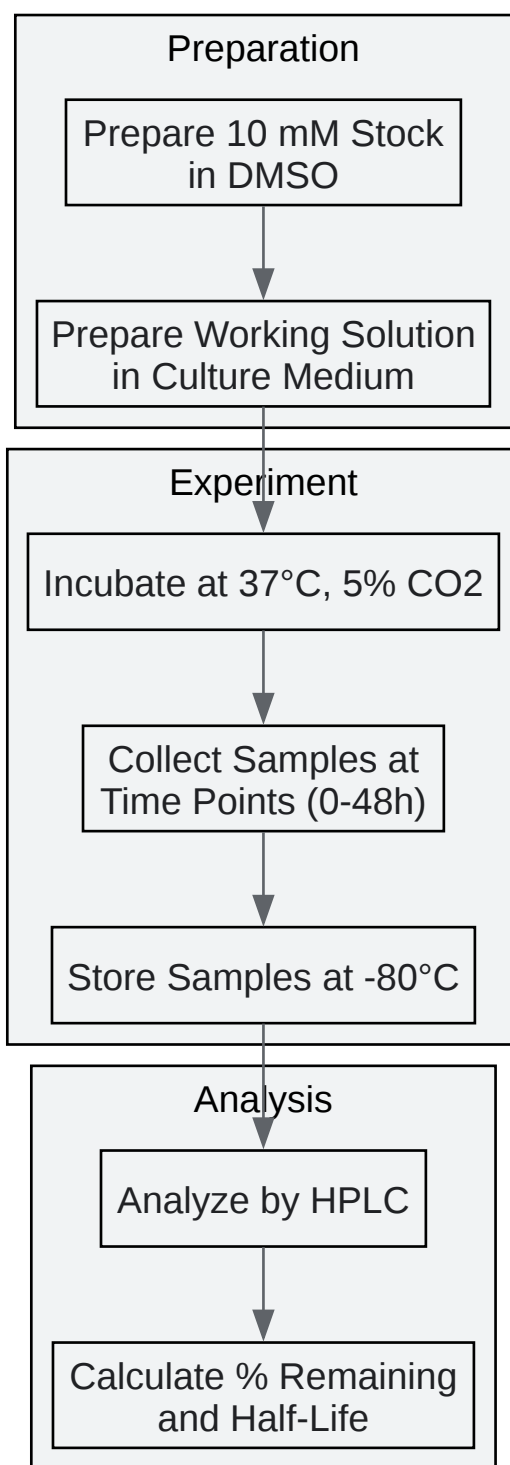 Preparation
Prepare 10 mM Stock
in DMSO
Prepare Working Solution
in Culture Medium
Experiment
Incubate at 37°C, 5% CO2
Collect Samples at
Time Points (0-48h)
Store Samples at -80°C
Analysis
Analyze by HPLC
Calculate % Remaining
and Half-Life